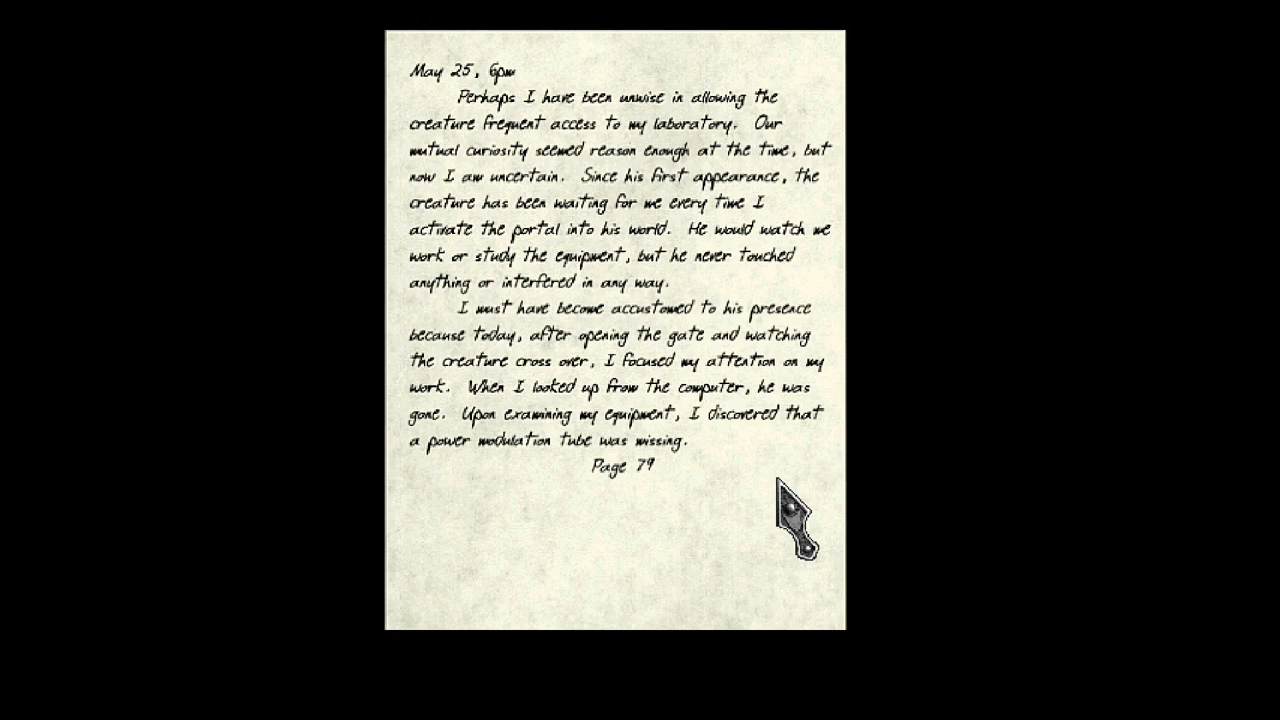 May 25, 6pm
Perhaps I have been unwise in allowing the
creature frequent access to my laboratory. Our
mutual curiosity seemed reason enough at the time, but
now I am uncertain. Since his first appearance, the
creature has been waiting for me every time I
activate the portal into his world. He would watch me
work or study the equipment, but he never touched
anything or interfered in any way.
I must have become accustomed to his presence
because today, after opening the gate and watching
the creature cross over, I focused my attention on my
work. When I looked up from the computer, he was
gone. Upon examining my equipment, I discovered that
a power modulation tube was missing.
Page 79